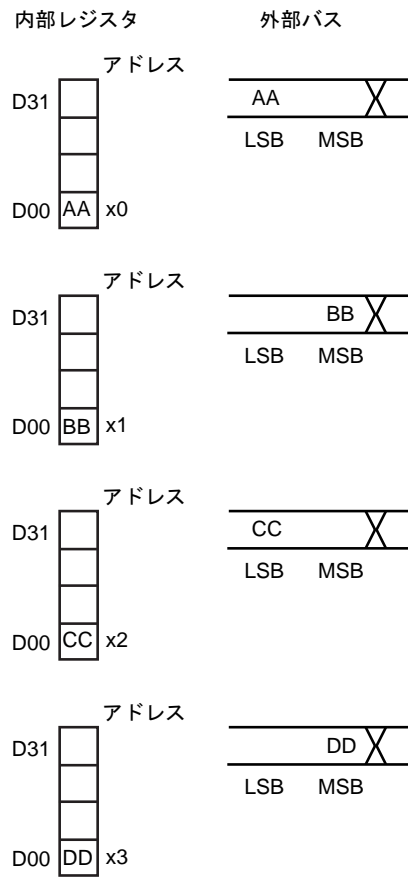 内部レジスタ 外部バス
アドレス
D31 AA
LSB MSB
D00 AA x0
アドレス
D31 BB
LSB MSB
D00 BB x1
アドレス
D31 CC
LSB MSB
D00 CC x2
アドレス
D31 DD
LSB MSB
D00 DD x3